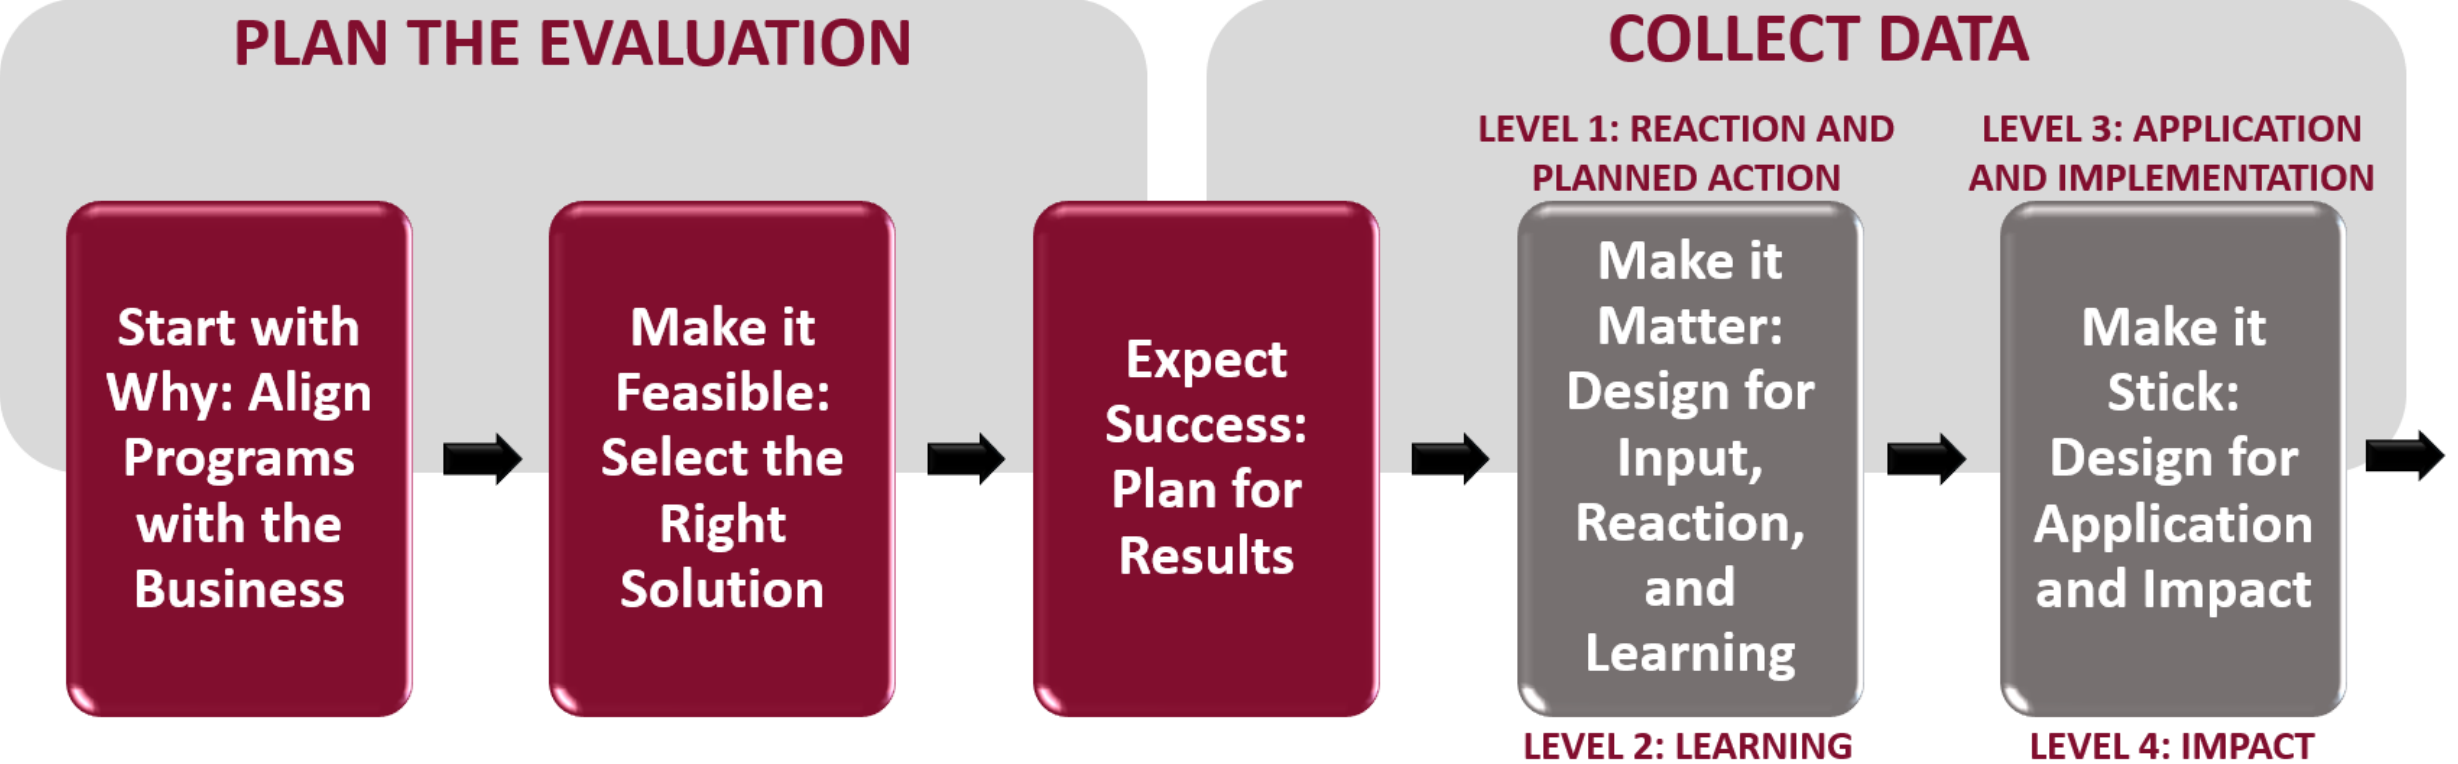 PLAN THE EVALUATION
COLLECT DATA
LEVEL 1: REACTION AND
PLANNED ACTION
LEVEL 3: APPLICATION
AND IMPLEMENTATION
Start with
Why: Align
Programs
with the
Business
Make it
Feasible:
Select the
Right
Solution
Expect
Success:
Plan for
Results
Make it
Matter:
Design for
Input,
Reaction,
and
Learning
Make it
Stick:
Design for
Application
and Impact
LEVEL 2: LEARNING
LEVEL 4: IMPACT